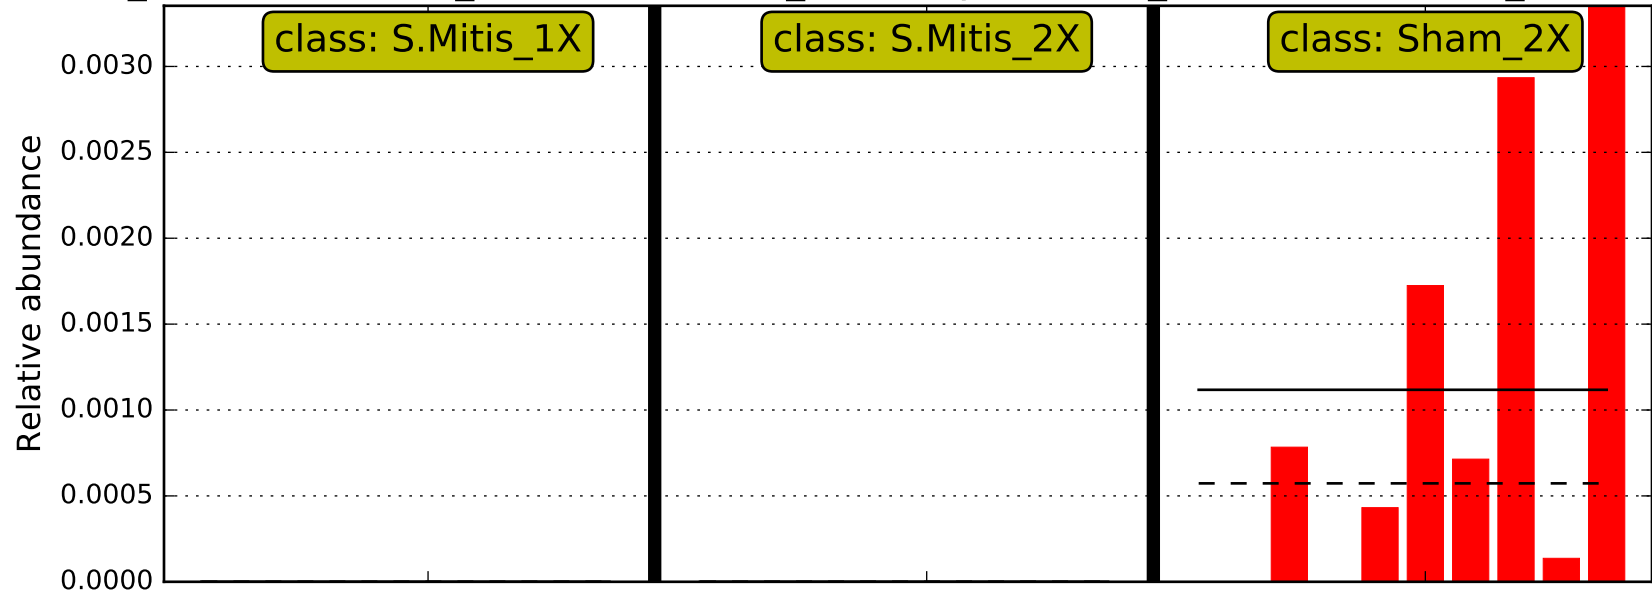 class: S.Mitis_1X
class: S.Mitis_2X
class: Sham_2X
Relative abundance
0.0030
0.0025
0.0020
0.0015
0.0010
0.0005
0.0000